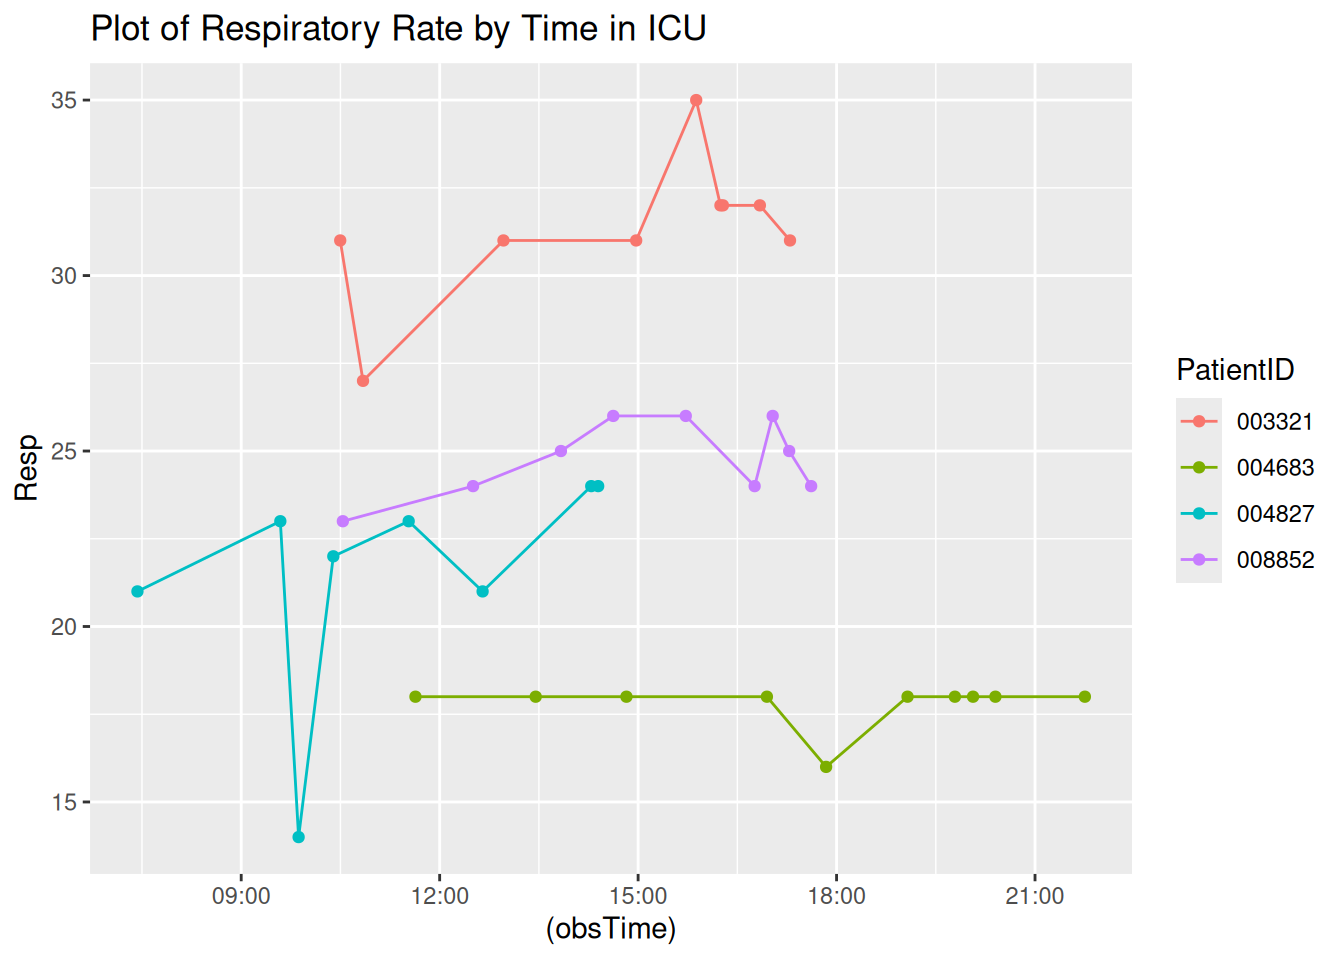 Plot of Respiratory Rate by Time in ICU
35
30
25
20
15
Resp
09:00 12:00 15:00 18:00 21:00
(obsTime)
PatientID
003321
004683
004827
008852